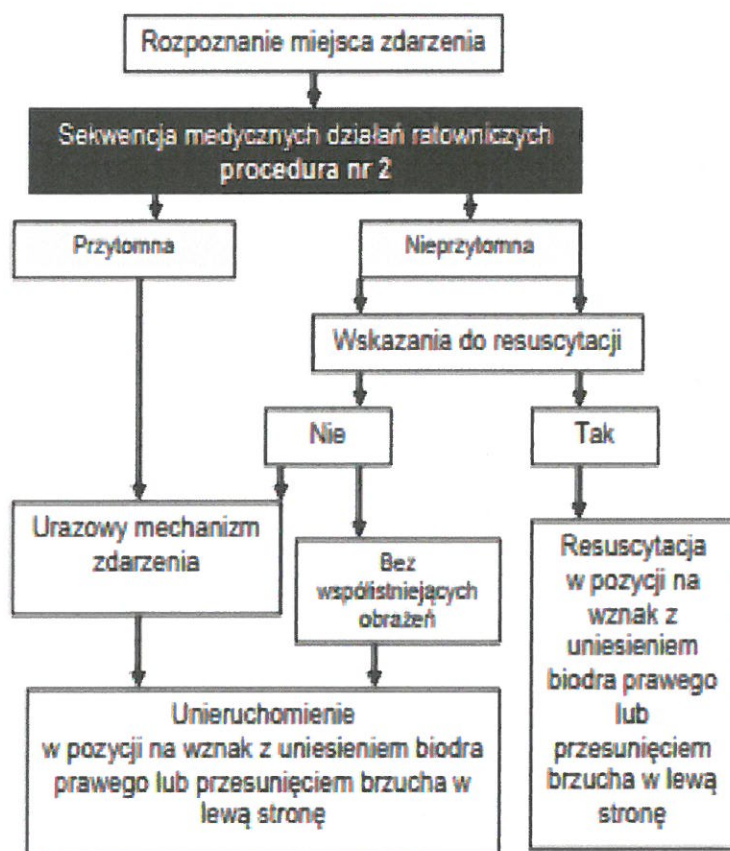 Rozpoznanie miejsca zdarzenia
Sekwencja medycznych działań ratowniczych
procedura nr 2
Przytomna
Nieprzytomna
Wskazania do resuscytacji
Nie
Tak
Urazowy mechanizm
zdarzenia
Bez
współistniejących
obrażeń
Resuscytacja
w pozycji na
wznak z
uniesieniem
biodra prawego
lub
przesunięciem
brzucha w lewą
stronę
Unieruchomienie
w pozycji na wznak z uniesieniem biodra
prawego lub przesunięciem brzucha w
lewą stronę